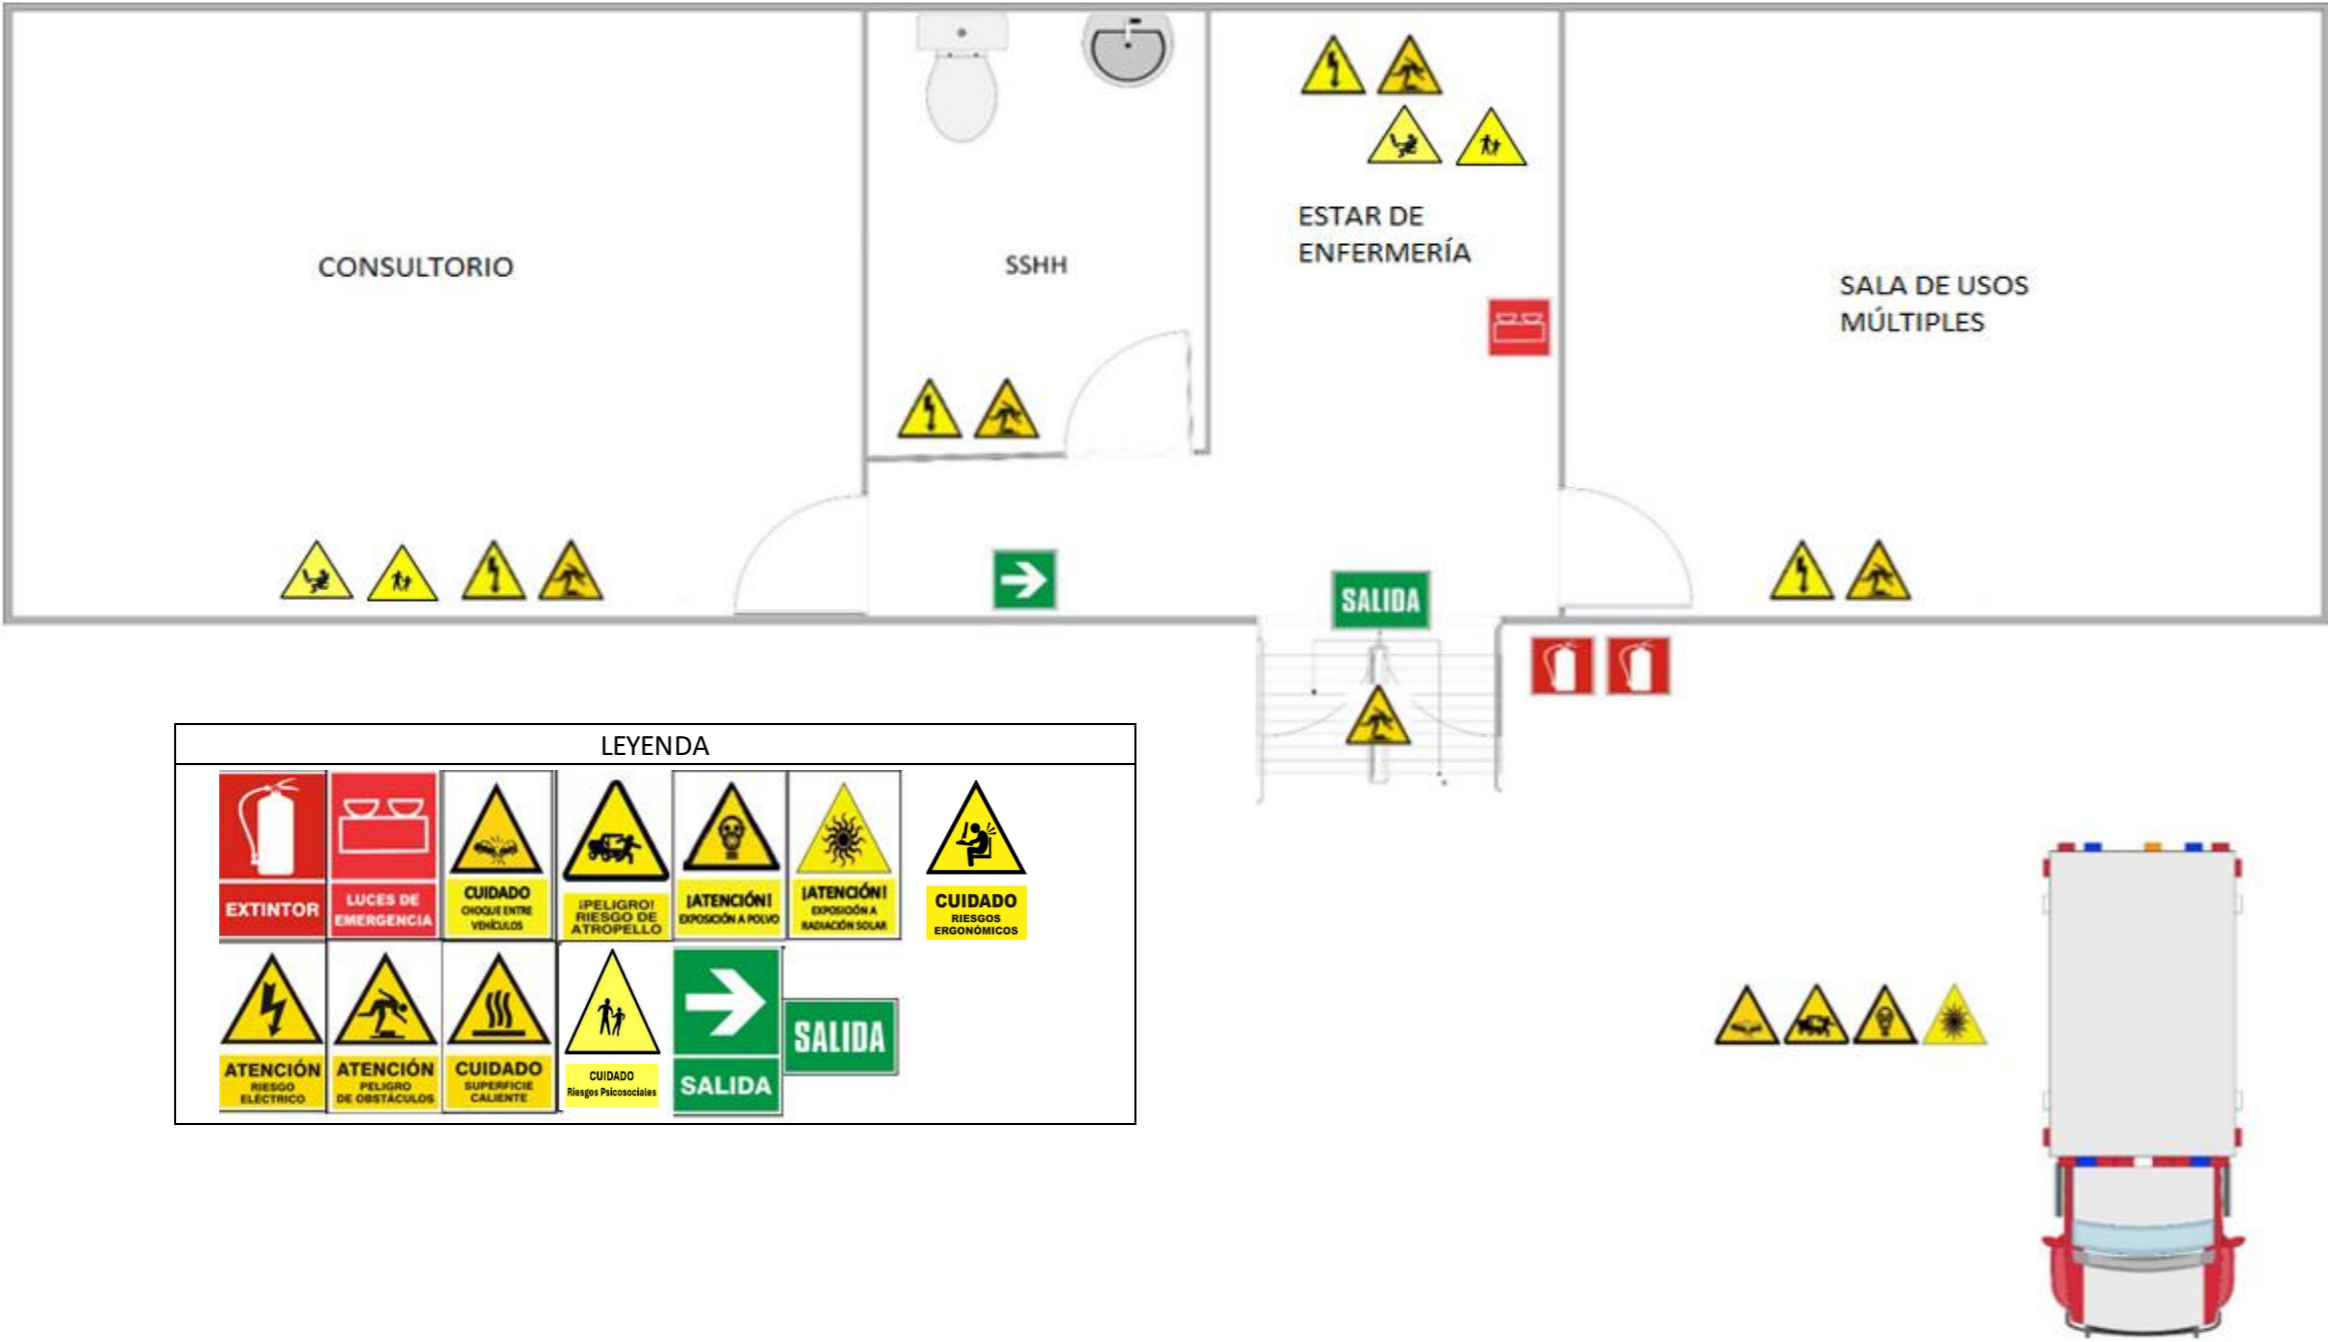 CONSULTORIO
SSHH
ESTAR DE
ENFERMERÍA
SALA DE USOS
MÚLTIPLES
SALIDA
LEYENDA
EXTINTOR
LUCES DE
EMERGENCIA
CUIDADO
CHOQUE ENTRE
VEHÍCULOS
¡PELIGRO!
RIESGO DE
ATROPELLO
¡ATENCIÓN!
EXPOSICIÓN A POLVO
¡ATENCIÓN!
EXPOSICIÓN A
RADIACIÓN SOLAR
CUIDADO
RIESGOS
ERGONÓMICOS
ATENCIÓN
RIESGO
ELÉCTRICO
ATENCIÓN
PELIGRO
DE OBSTÁCULOS
CUIDADO
SUPERFICIE
CALIENTE
CUIDADO
Riesgos Psicosociales
SALIDA
SALIDA